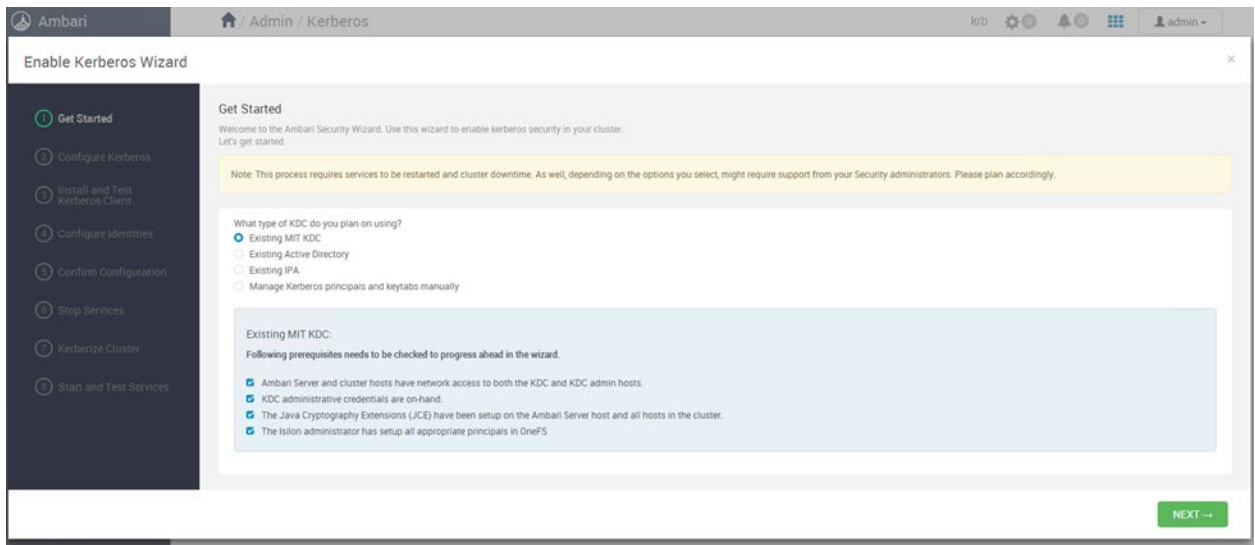 Ambari
/ Admin / Kerberos
krb
0
0
admin
Enable Kerberos Wizard
×
1 Get Started
2 Configure Kerberos
3 Install and Test
Kerberos Client
4 Configure Identities
5 Confirm Configuration
6 Stop Services
7 Kerberize Cluster
8 Start and Test Services
Get Started
Welcome to the Ambari Security Wizard. Use this wizard to enable kerberos security in your cluster.
Let's get started.
Note: This process requires services to be restarted and cluster downtime. As well, depending on the options you select, might require support from your Security administrators. Please plan accordingly.
What type of KDC do you plan on using?
Existing MIT KDC
Existing Active Directory
Existing IPA
Manage Kerberos principals and keytabs manually
Existing MIT KDC:
Following prerequisites needs to be checked to progress ahead in the wizard.
Ambari Server and cluster hosts have network access to both the KDC and KDC admin hosts.
KDC administrative credentials are on-hand.
The Java Cryptography Extensions (JCE) have been setup on the Ambari Server host and all hosts in the cluster.
The Isilon administrator has setup all appropriate principals in OneFS
NEXT→